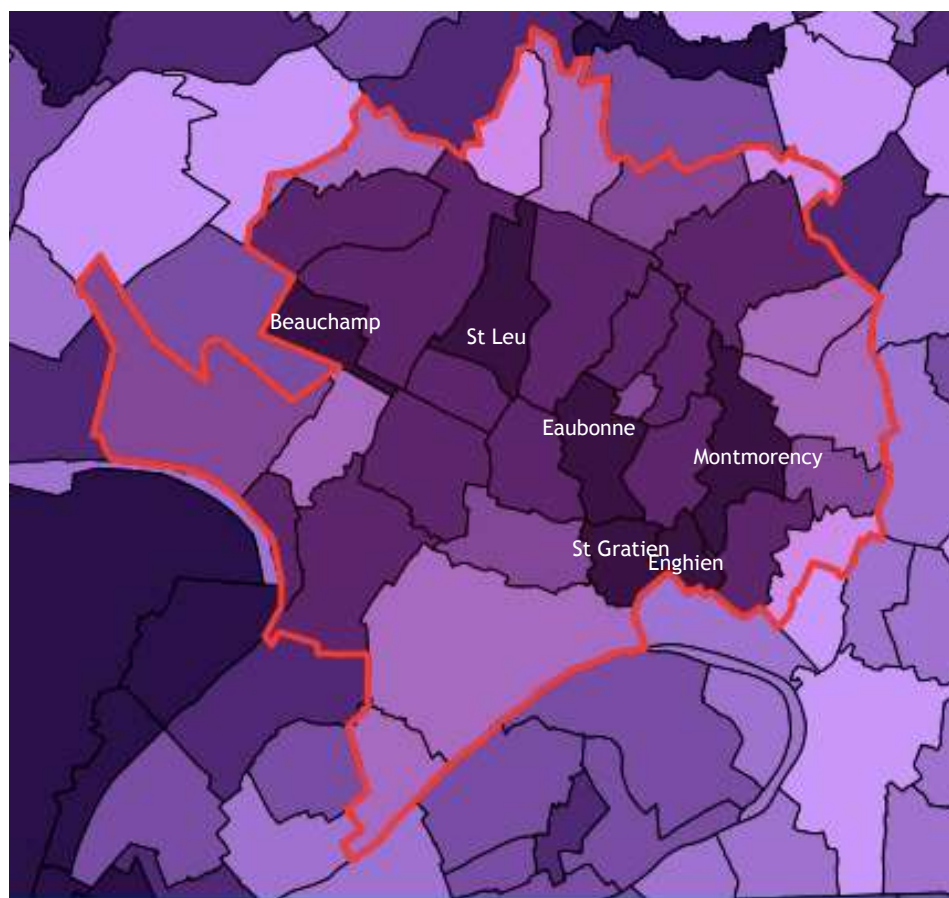 Beauchamp
St Leu
Eaubonne
Montmorency
St Gratien
Enghien